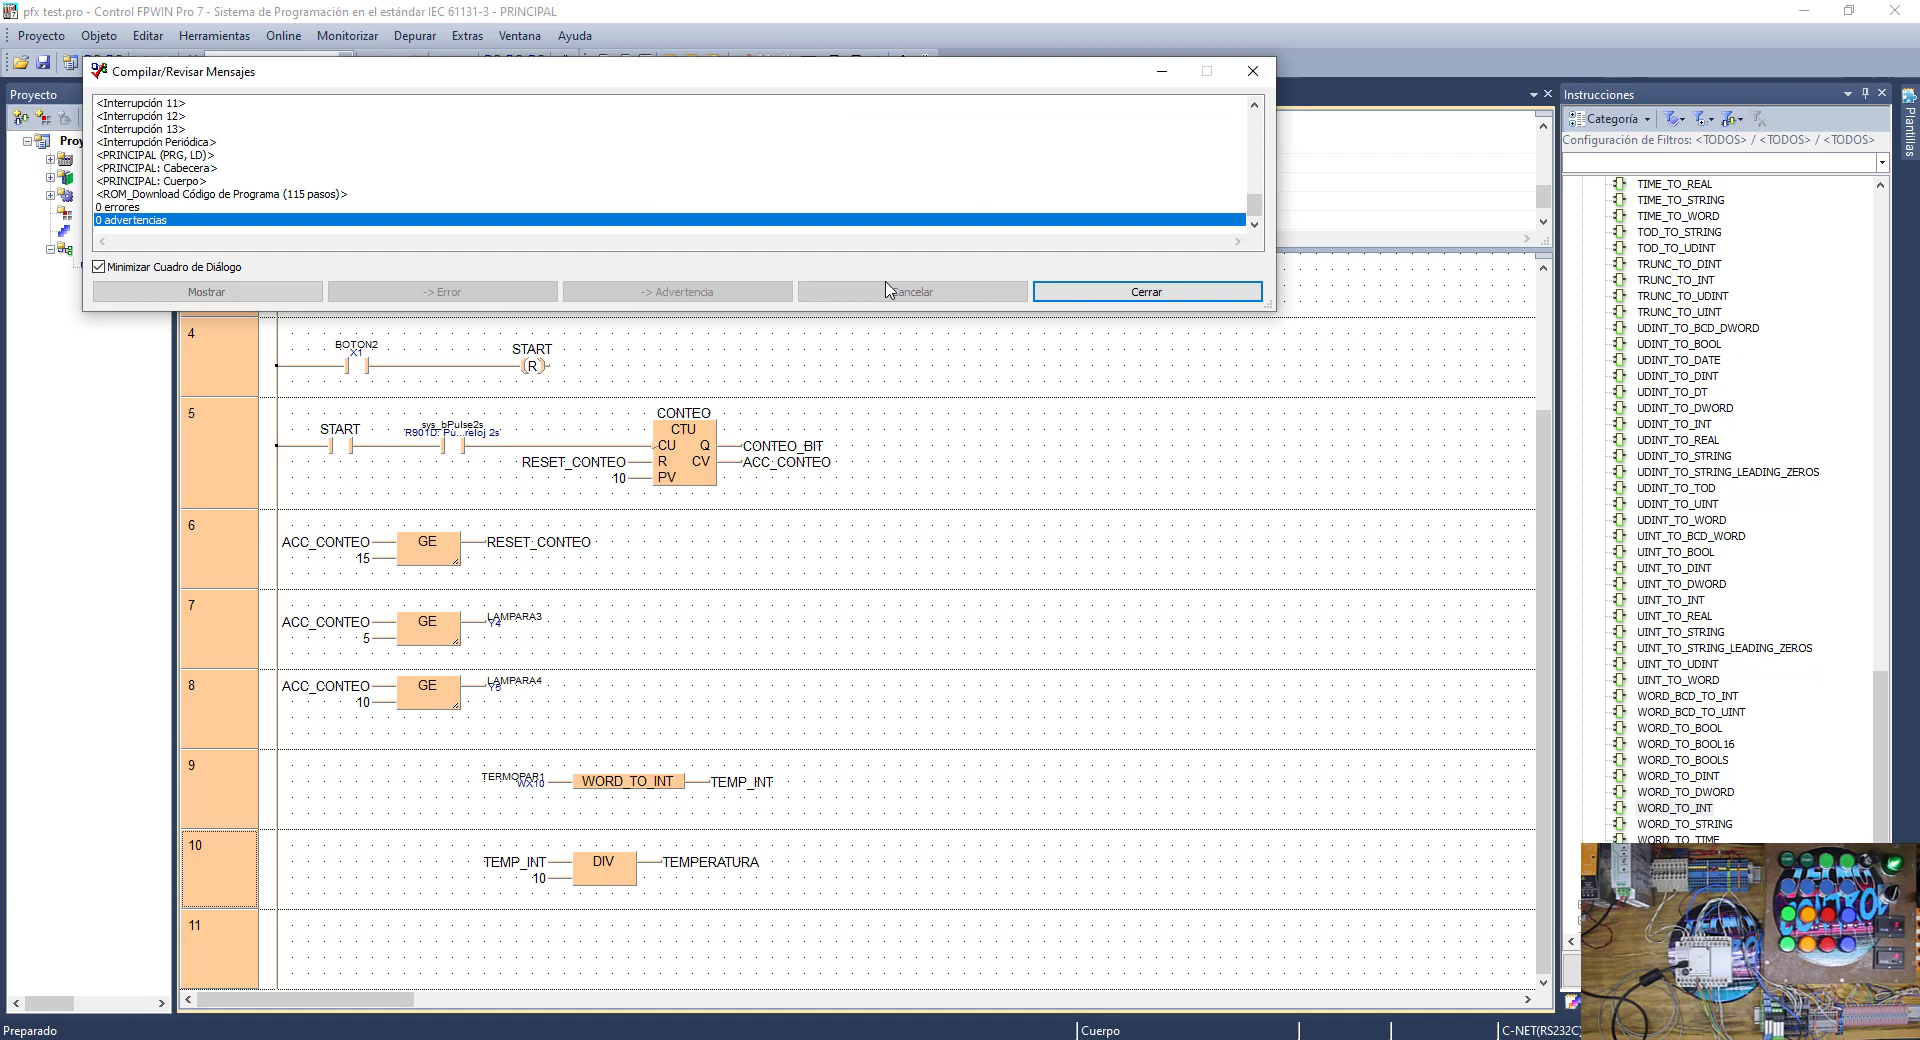 pfx test.pro - Control FPWIN Pro 7 - Sistema de Programación en el estándar IEC 61131-3 - PRINCIPAL
Proyecto Objeto Editar Herramientas Online Monitorizar Depurar Extras Ventana Ayuda
Compilar/Revisar Mensajes
<Interrupción 11>
<Interrupción 12>
<Interrupción 13>
<Interrupción Periódica>
<PRINCIPAL (PRG, LD)>
<PRINCIPAL: Cabecera>
<PRINCIPAL: Cuerpo>
<ROM_Download Código de Programa (115 pasos)>
0 errores
0 advertencias
Minimizar Cuadro de Diálogo
Mostrar
-> Error
-> Advertencia
Cancelar
Cerrar
Proyecto
4
BOTON2
X1
START
(R)
5
START
sys_bPulse2s
R901D: Pu...reloj 2s
CONTEO
CTU
CU Q
CONTEO_BIT
RESET_CONTEO
R CV
ACC_CONTEO
10
PV
6
ACC_CONTEO
GE
RESET_CONTEO
15
7
ACC_CONTEO
GE
LAMPARA3
Y4
5
8
ACC_CONTEO
GE
LAMPARA4
Y5
10
9
TERMOPAR1
WX10
WORD_TO_INT
TEMP_INT
10
TEMP_INT
DIV
TEMPERATURA
10
11
Instrucciones
Categoría
Configuración de Filtros: <TODOS> / <TODOS> / <TODOS>
TIME_TO_REAL
TIME_TO_STRING
TIME_TO_WORD
TOD_TO_STRING
TOD_TO_UDINT
TRUNC_TO_DINT
TRUNC_TO_INT
TRUNC_TO_UDINT
TRUNC_TO_UINT
UDINT_TO_BCD_DWORD
UDINT_TO_BOOL
UDINT_TO_DATE
UDINT_TO_DINT
UDINT_TO_DT
UDINT_TO_DWORD
UDINT_TO_INT
UDINT_TO_REAL
UDINT_TO_STRING
UDINT_TO_STRING_LEADING_ZEROS
UDINT_TO_TOD
UDINT_TO_UINT
UDINT_TO_WORD
UINT_TO_BCD_WORD
UINT_TO_BOOL
UINT_TO_DINT
UINT_TO_DWORD
UINT_TO_INT
UINT_TO_REAL
UINT_TO_STRING
UINT_TO_STRING_LEADING_ZEROS
UINT_TO_UDINT
UINT_TO_WORD
WORD_BCD_TO_INT
WORD_BCD_TO_UINT
WORD_TO_BOOL
WORD_TO_BOOL16
WORD_TO_BOOLS
WORD_TO_DINT
WORD_TO_DWORD
WORD_TO_INT
WORD_TO_STRING
WORD_TO_TIME
Plantillas
Preparado
Cuerpo
C-NET(RS232C)